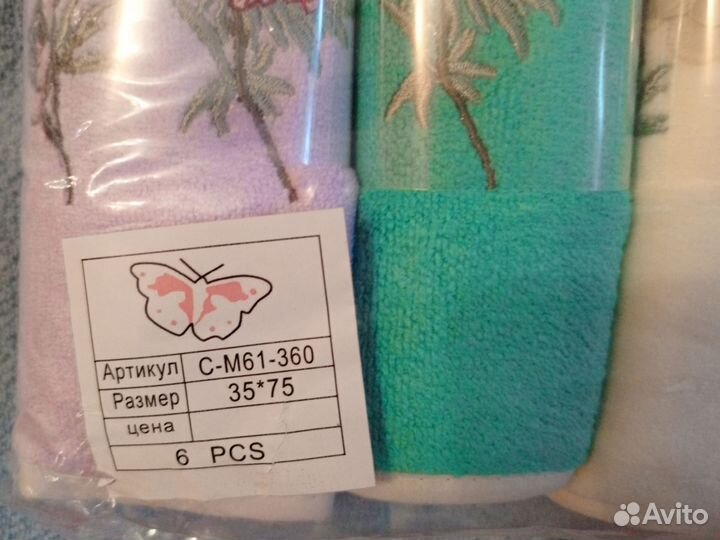 Артикул C-M61-360
Размер 35*75
цена
6 PCS
Avito